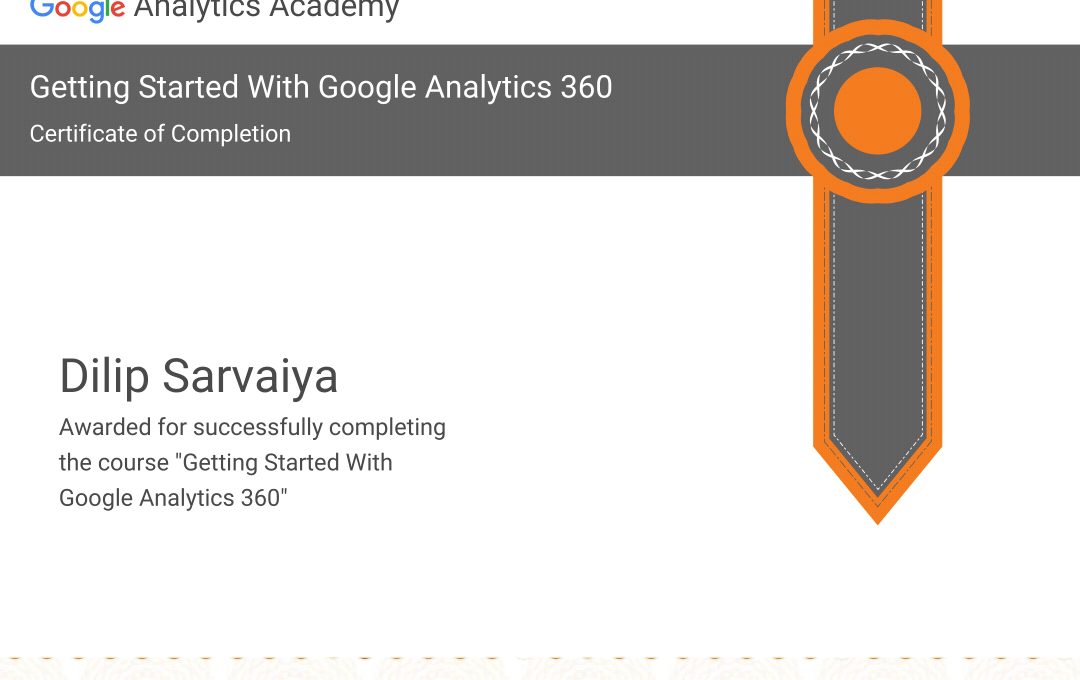 Google Analytics Academy
Getting Started With Google Analytics 360
Certificate of Completion
Dilip Sarvaiya
Awarded for successfully completing
the course "Getting Started With
Google Analytics 360"